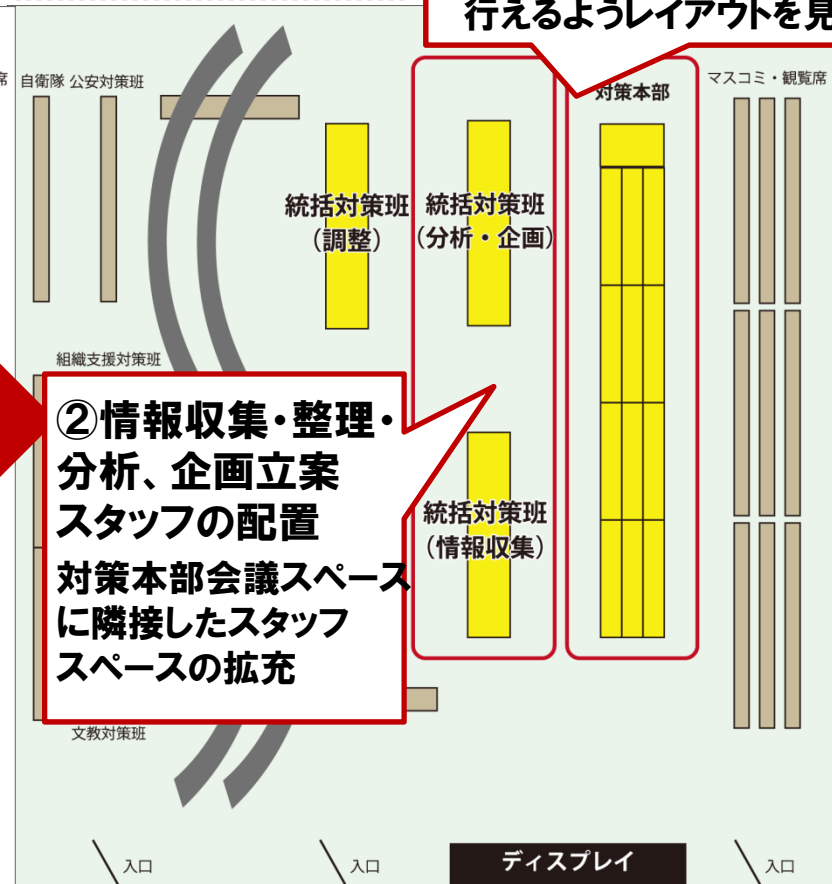 行えるようレイアウトを見
席
自衛隊 公安対策班
対策本部
マスコミ・観覧席
統括対策班
（調整）
統括対策班
（分析・企画）
組織支援対策班
②情報収集・整理・
分析、企画立案
スタッフの配置
対策本部会議スペース
に隣接したスタッフ
スペースの拡充
統括対策班
（情報収集）
文教対策班
入口
入口
ディスプレイ
入口